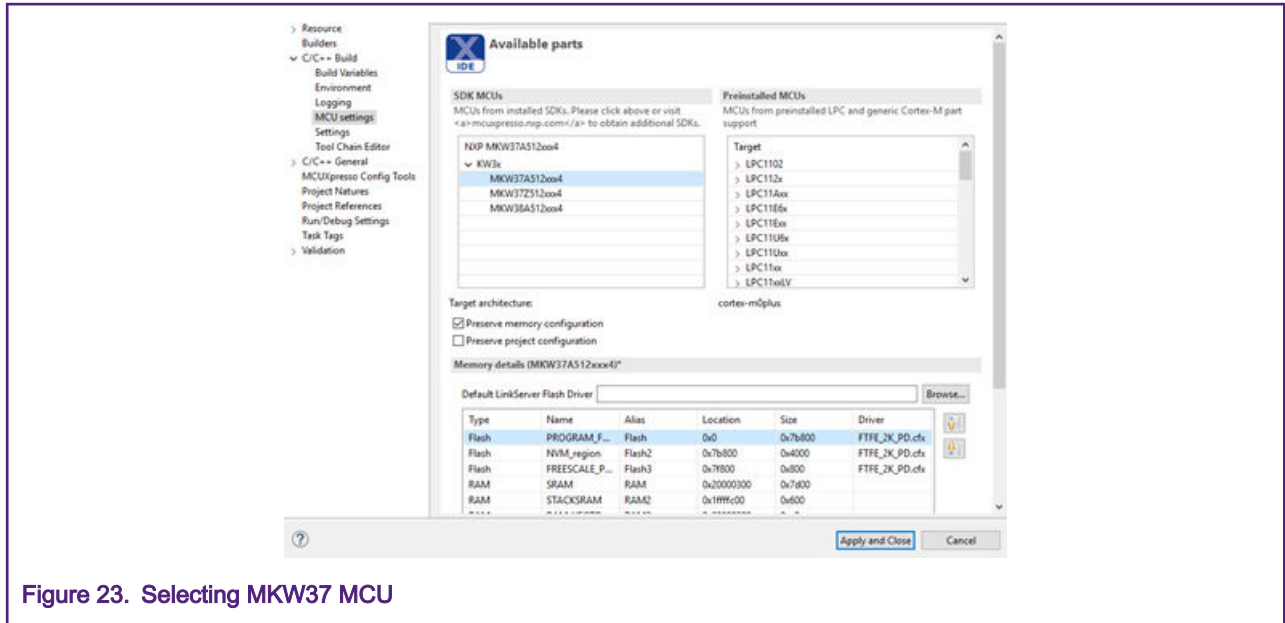 Resource
Builders
C/C++ Build
Build Variables
Environment
Logging
MCU settings
Settings
Tool Chain Editor
C/C++ General
MCUXpresso Config Tools
Project Natures
Project References
Run/Debug Settings
Task Tags
Validation
X
IDE
Available parts
SDK MCUs
MCUs from installed SDKs. Please click above or visit
<a>mcuxpresso.nxp.com</a> to obtain additional SDKs.
NXP MKW37A512xxx4
KW3x
MKW37A512xxx4
MKW37Z512xxx4
MKW38A512xxx4
Preinstalled MCUs
MCUs from preinstalled LPC and generic Cortex-M part
support
Target
LPC1102
LPC112x
LPC11Axx
LPC11E6x
LPC11Exx
LPC11U6x
LPC11Uxx
LPC11xx
LPC11xxLV
Target architecture: cortex-m0plus
Preserve memory configuration
Preserve project configuration
Memory details (MKW37A512xxx4)*
Default LinkServer Flash Driver Browse...
Type Name Alias Location Size Driver
Flash PROGRAM_F... Flash 0x0 0x7b800 FTFE_2K_PD.cfx
Flash NVM_region Flash2 0x7b800 0x4000 FTFE_2K_PD.cfx
Flash FREESCALE_P... Flash3 0x7f800 0x800 FTFE_2K_PD.cfx
RAM SRAM RAM 0x20000300 0x7d00
RAM STACKSRAM RAM2 0x1ffffc00 0x600
? Apply and Close Cancel
Figure 23. Selecting MKW37 MCU